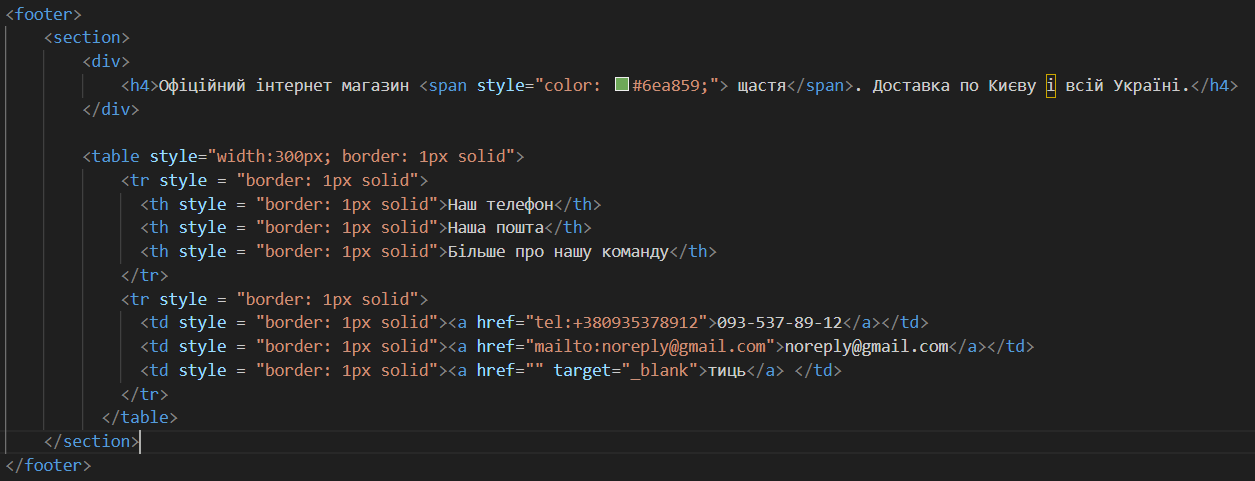 <footer>
    <section>
        <div>
            <h4>Офіційний інтернет магазин <span style="color: #6ea859;"> щастя</span>. Доставка по Києву і всій Україні.</h4>
        </div>

        <table style="width:300px; border: 1px solid">
            <tr style = "border: 1px solid">
              <th style = "border: 1px solid">Наш телефон</th>
              <th style = "border: 1px solid">Наша пошта</th>
              <th style = "border: 1px solid">Більше про нашу команду</th>
            </tr>
            <tr style = "border: 1px solid">
              <td style = "border: 1px solid"><a href="tel:+380935378912">093-537-89-12</a></td>
              <td style = "border: 1px solid"><a href="mailto:noreply@gmail.com">noreply@gmail.com</a></td>
              <td style = "border: 1px solid"><a href="" target="_blank">тиць</a> </td>
            </tr>
          </table>
    </section>
</footer>